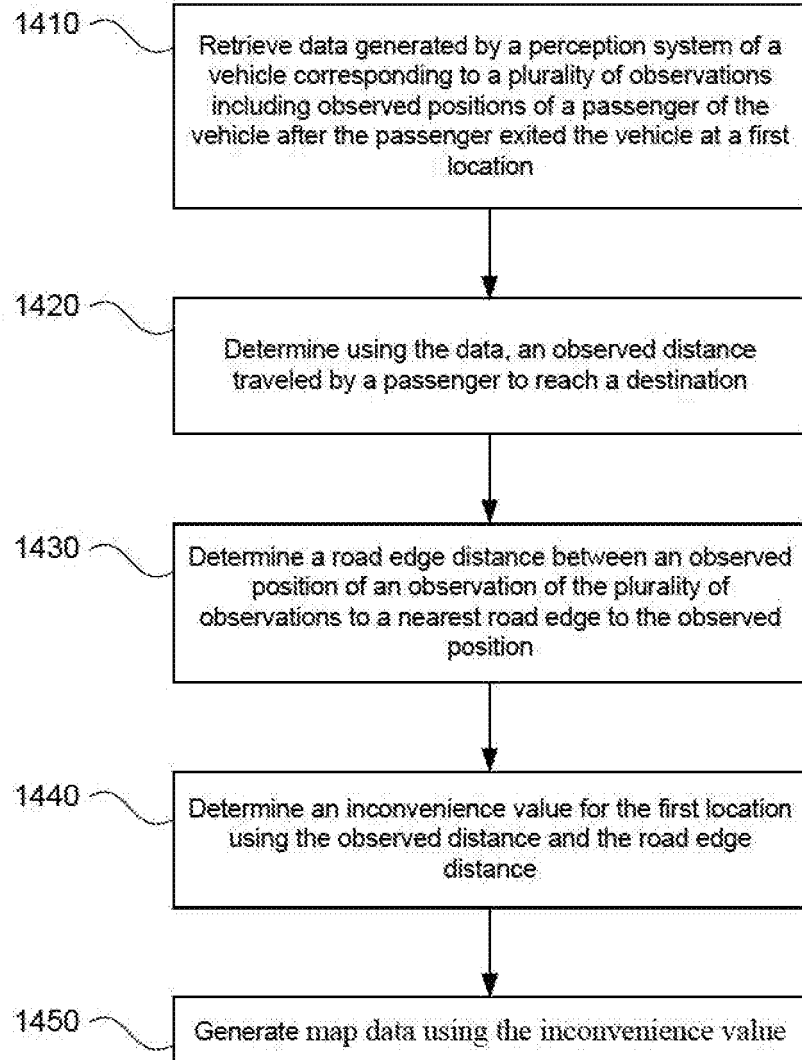 1410
Retrieve data generated by a perception system of a
vehicle corresponding to a plurality of observations
including observed positions of a passenger of the
vehicle after the passenger exited the vehicle at a first
location
1420
Determine using the data, an observed distance
traveled by a passenger to reach a destination
1430
Determine a road edge distance between an observed
position of an observation of the plurality of
observations to a nearest road edge to the observed
position
1440
Determine an inconvenience value for the first location
using the observed distance and the road edge
distance
1450
Generate map data using the inconvenience value